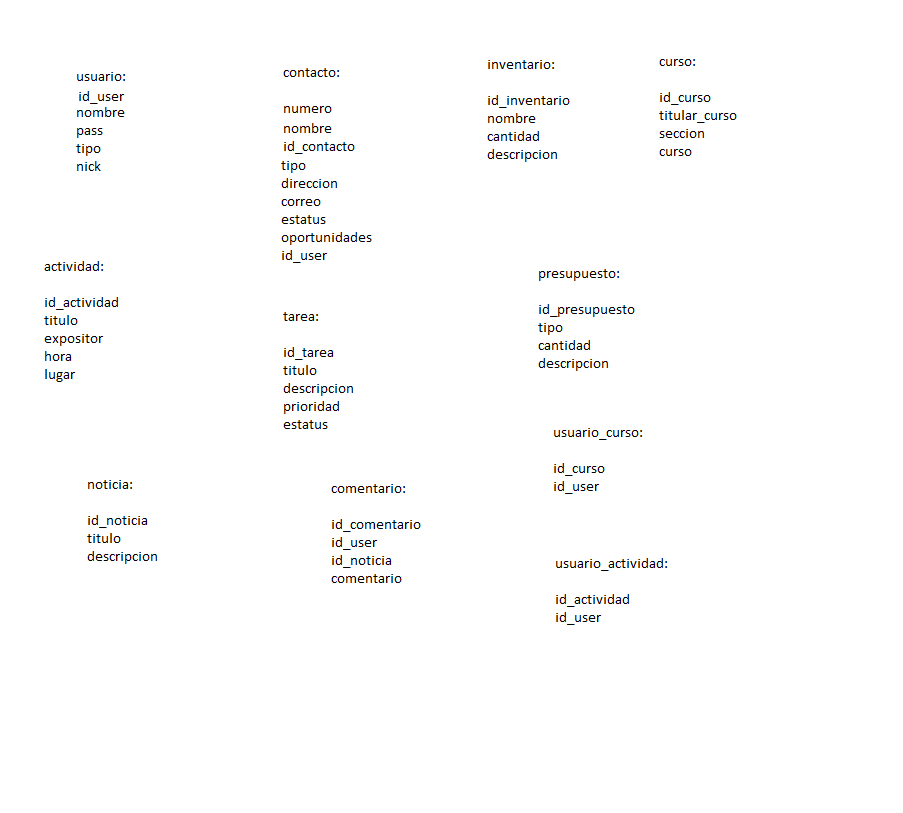 usuario:
id_user
nombre
pass
tipo
nick
contacto:
numero
nombre
id_contacto
tipo
direccion
correo
estatus
oportunidades
id_user
inventario:
id_inventario
nombre
cantidad
descripcion
curso:
id_curso
titular_curso
seccion
curso
actividad:
id_actividad
titulo
expositor
hora
lugar
tarea:
id_tarea
titulo
descripcion
prioridad
estatus
presupuesto:
id_presupuesto
tipo
cantidad
descripcion
usuario_curso:
id_curso
id_user
noticia:
id_noticia
titulo
descripcion
comentario:
id_comentario
id_user
id_noticia
comentario
usuario_actividad:
id_actividad
id_user